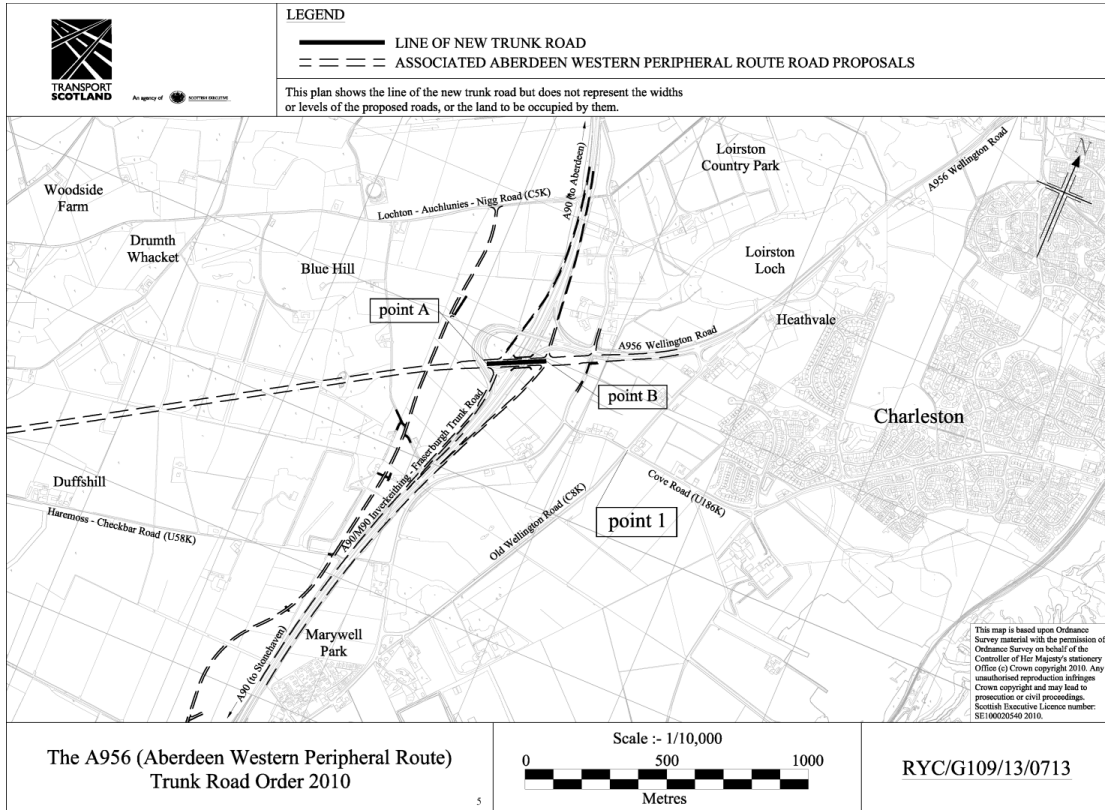 LEGEND
LINE OF NEW TRUNK ROAD
ASSOCIATED ABERDEEN WESTERN PERIPHERAL ROUTE ROAD PROPOSALS
TRANSPORT
SCOTLAND
An agency of
SCOTTISH EXECUTIVE
This plan shows the line of the new trunk road but does not represent the widths
or levels of the proposed roads, or the land to be occupied by them.
Woodside
Farm
Drumth
Whacket
Blue Hill
Lochton - Auchlunies - Nigg Road (C5K)
A90 (to Aberdeen)
Loirston
Country Park
A956 Wellington Road
N
Loirston
Loch
point A
Heathvale
A956 Wellington Road
point B
Charleston
A90/M90 Inverkeithing - Fraserburgh Trunk Road
Duffshill
Haremoss - Checkbar Road (U58K)
Old Wellington Road (C8K)
Cove Road (U186K)
point 1
Marywell
Park
A90 (to Stonehaven)
This map is based upon Ordnance
Survey material with the permission of
Ordnance Survey on behalf of the
Controller of Her Majesty's stationery
Office (c) Crown copyright 2010. Any
unauthorised reproduction infringes
Crown copyright and may lead to
prosecution or civil proceedings.
Scottish Executive Licence number:
SE100020540 2010.
The A956 (Aberdeen Western Peripheral Route)
Trunk Road Order 2010
5
Scale :- 1/10,000
0 500 1000
Metres
RYC/G109/13/0713